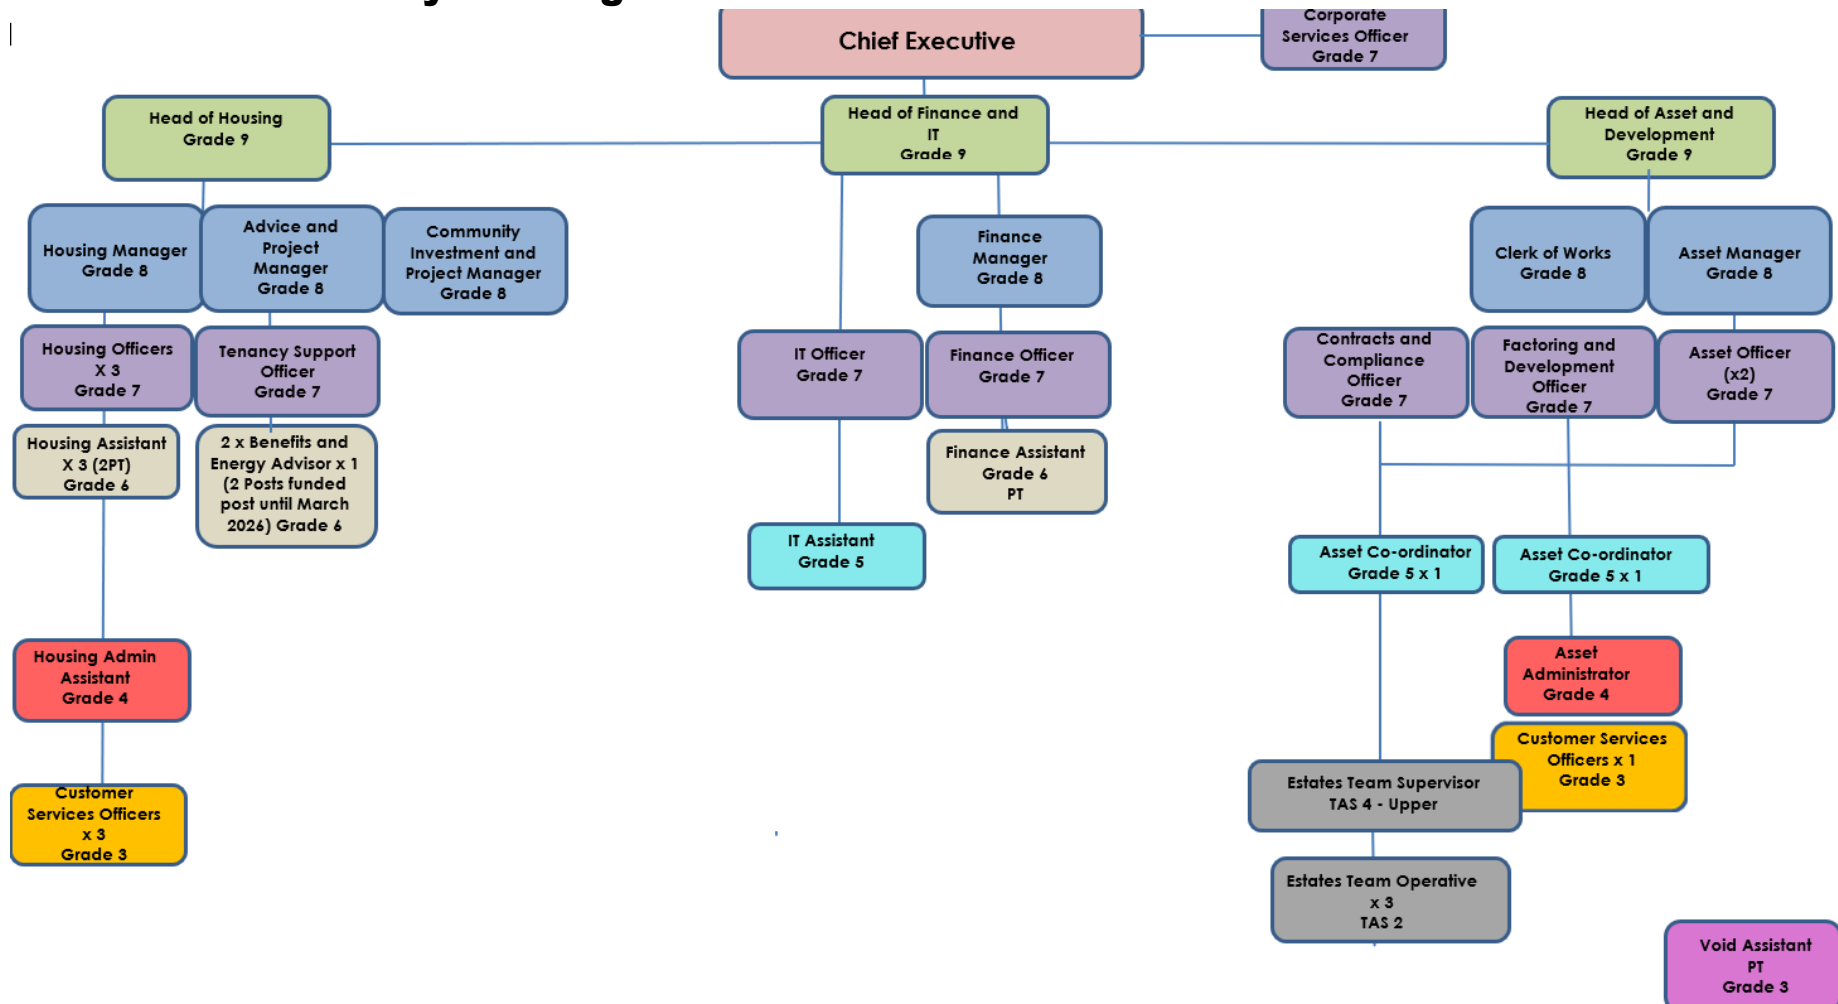 Chief Executive
Corporate
Services Officer
Grade 7
Head of Housing
Grade 9
Head of Finance and
IT
Grade 9
Head of Asset and
Development
Grade 9
Housing Manager
Grade 8
Advice and
Project
Manager
Grade 8
Community
Investment and
Project Manager
Grade 8
Finance
Manager
Grade 8
Clerk of Works
Grade 8
Asset Manager
Grade 8
Housing Officers
X 3
Grade 7
Tenancy Support
Officer
Grade 7
IT Officer
Grade 7
Finance Officer
Grade 7
Contracts and
Compliance
Officer
Grade 7
Factoring and
Development
Officer
Grade 7
Asset Officer
(x2)
Grade 7
Housing Assistant
X 3 (2PT)
Grade 6
2 x Benefits and
Energy Advisor x 1
(2 Posts funded
post until March
2026) Grade 6
Finance Assistant
Grade 6
PT
IT Assistant
Grade 5
Asset Co-ordinator
Grade 5 x 1
Asset Co-ordinator
Grade 5 x 1
Housing Admin
Assistant
Grade 4
Asset
Administrator
Grade 4
Customer
Services Officers
x 3
Grade 3
Customer Services
Officers x 1
Grade 3
Estates Team Supervisor
TAS 4 - Upper
Estates Team Operative
x 3
TAS 2
Void Assistant
PT
Grade 3